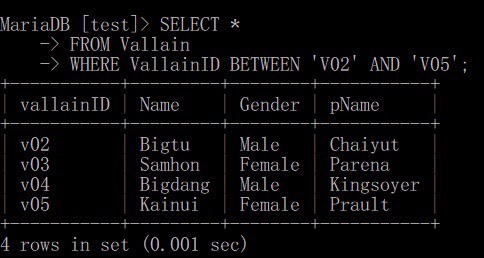 MariaDB [test]> SELECT *
    -> FROM Vallain
    -> WHERE VallainID BETWEEN 'V02' AND 'V05';
+-----------+---------+--------+-----------+
| vallainID | Name    | Gender | pName     |
+-----------+---------+--------+-----------+
| v02       | Bigtu   | Male   | Chaiyut   |
| v03       | Samhon  | Female | Parena    |
| v04       | Bigdang | Male   | Kingsoyer |
| v05       | Kainui  | Female | Prault    |
+-----------+---------+--------+-----------+
4 rows in set (0.001 sec)